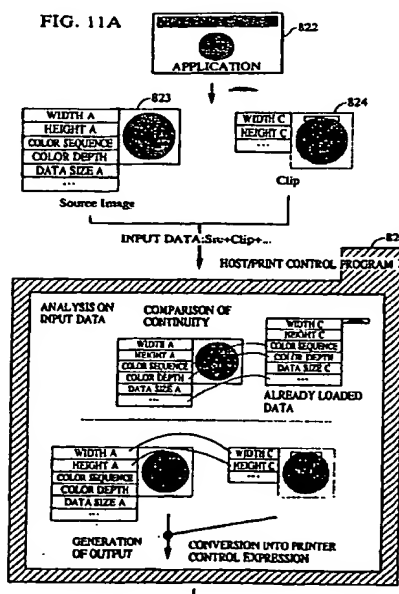 FIG. 11A
822
APPLICATION
823
WIDTH A
HEIGHT A
COLOR SEQUENCE
COLOR DEPTH
DATA SIZE A
...
Source Image
824
WIDTH C
HEIGHT C
...
Clip
INPUT DATA:Src+Clip+...
82
HOST/PRINT CONTROL PROGRAM
ANALYSIS ON
INPUT DATA
COMPARISON OF
CONTINUITY
WIDTH A
HEIGHT A
COLOR SEQUENCE
COLOR DEPTH
DATA SIZE A
...
WIDTH C
HEIGHT C
COLOR SEQUENCE
COLOR DEPTH
DATA SIZE C
...
ALREADY LOADED
DATA
WIDTH A
HEIGHT A
COLOR SEQUENCE
COLOR DEPTH
DATA SIZE A
...
WIDTH C
HEIGHT C
...
GENERATION
OF OUTPUT
CONVERSION INTO PRINTER
CONTROL EXPRESSION